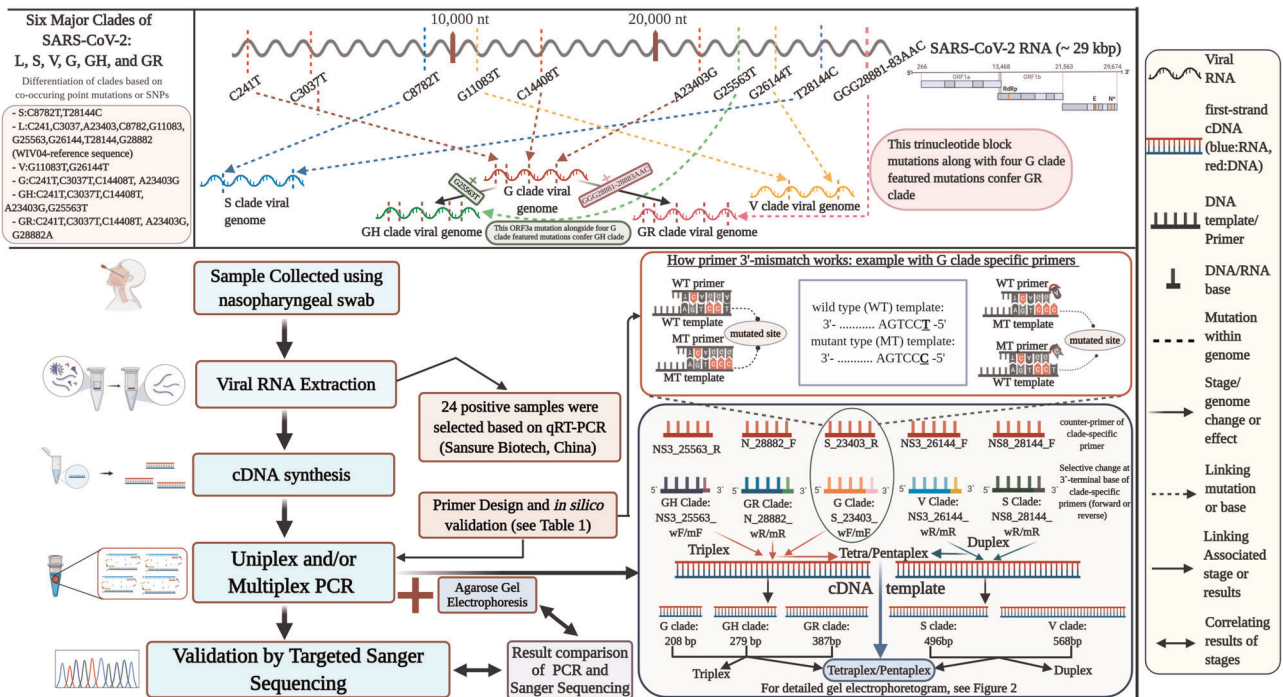 Six Major Clades of
SARS-CoV-2:
L, S, V, G, GH, and GR
Differentiation of clades based on
co-occuring point mutations or SNPs
- S:C8782T,T28144C
- L:C241,C3037,A23403,C8782,G11083,
G25563,G26144,T28144,G28882
(WIV04-reference sequence)
- V:G11083T,G26144T
- G:C241T,C3037T,C14408T, A23403G
- GH:C241T,C3037T,C14408T,
A23403G,G25563T
- GR:C241T,C3037T,C14408T, A23403G,
G28882A
10,000 nt
20,000 nt
C241T
C3037T
C8782T
G11083T
C14408T
A23403G
G25563T
G26144T
T28144C
GGG28881-83AAC
SARS-CoV-2 RNA (~ 29 kbp)
266
13,468
21,563
29,674
5'
3'
ORF1a
ORF1b
RdRp
E
N*
S clade viral
genome
G25563T
G clade viral
genome
GGG28881-28883AAC
GH clade viral genome
This ORF3a mutation alongside four G
clade featured mutations confer GH clade
GR clade viral genome
V clade viral genome
This trinucleotide block
mutations along with four G clade
featured mutations confer GR
clade
Sample Collected using
nasopharyngeal swab
Viral RNA Extraction
24 positive samples were
selected based on qRT-PCR
(Sansure Biotech, China)
cDNA synthesis
Primer Design and in silico
validation (see Table 1)
Uniplex and/or
Multiplex PCR
Agarose Gel
Electrophoresis
Validation by Targeted Sanger
Sequencing
Result comparison
of PCR and
Sanger Sequencing
How primer 3'-mismatch works: example with G clade specific primers
WT primer
WT template
MT primer
MT template
mutated site
wild type (WT) template:
3'- ........... AGTCCT -5'
mutant type (MT) template:
3'- ........... AGTCCC -5'
WT primer
MT template
MT primer
WT template
mutated site
NS3_25563_R
N_28882_F
S_23403_R
NS3_26144_F
NS8_28144_F
counter-primer of
clade-specific
primer
5' 3'
5' 3'
5' 3'
5' 3'
5' 3'
Selective change at
3`-terminal base of
clade-specific
primers (forward or
reverse)
GH Clade:
NS3_25563_
wF/mF
GR Clade:
N_28882_
wR/mR
G Clade:
S_23403_
wF/mF
V Clade:
NS3_26144_
wR/mR
S Clade:
NS8_28144_
wR/mR
Triplex
Tetra/Pentaplex
Duplex
cDNA template
G clade:
208 bp
GH clade:
279 bp
GR clade:
387bp
S clade:
496bp
V clade:
568bp
Triplex
Tetraplex/Pentaplex
Duplex
For detailed gel electrophoretogram, see Figure 2
Viral
RNA
first-strand
cDNA
(blue:RNA,
red:DNA)
DNA
template/
Primer
DNA/RNA
base
Mutation
within
genome
Stage/
genome
change or
effect
Linking
mutation
or base
Linking
Associated
stage or
results
Correlating
results of
stages